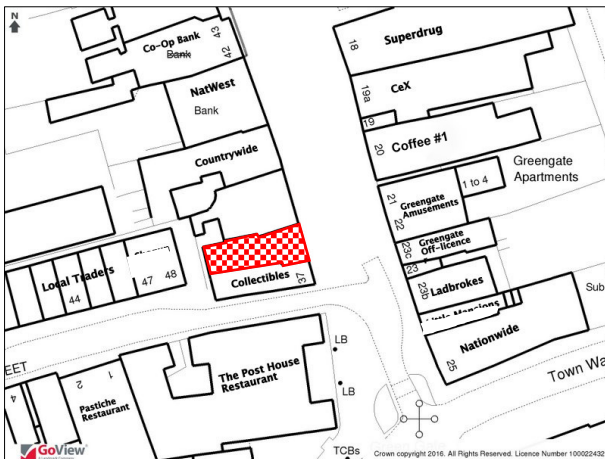 N
Co-Op Bank
Bank
43
42
NatWest
Bank
Countrywide
18
Superdrug
19a
CeX
19
20
Coffee #1
Greengate
Apartments
1 to 4
21
22
Greengate
Amusements
23c
Greengate
Off-licence
23
Ladbrokes
23b
Nationwide
25
Sub
Town Wa
Local Traders
44
47
48
Collectibles
37
The Post House
Restaurant
LB
LB
TCBs
EET
1
2
4
Pastiche
Restaurant
GoView
Crown copyright 2016. All Rights Reserved. Licence Number 100022432